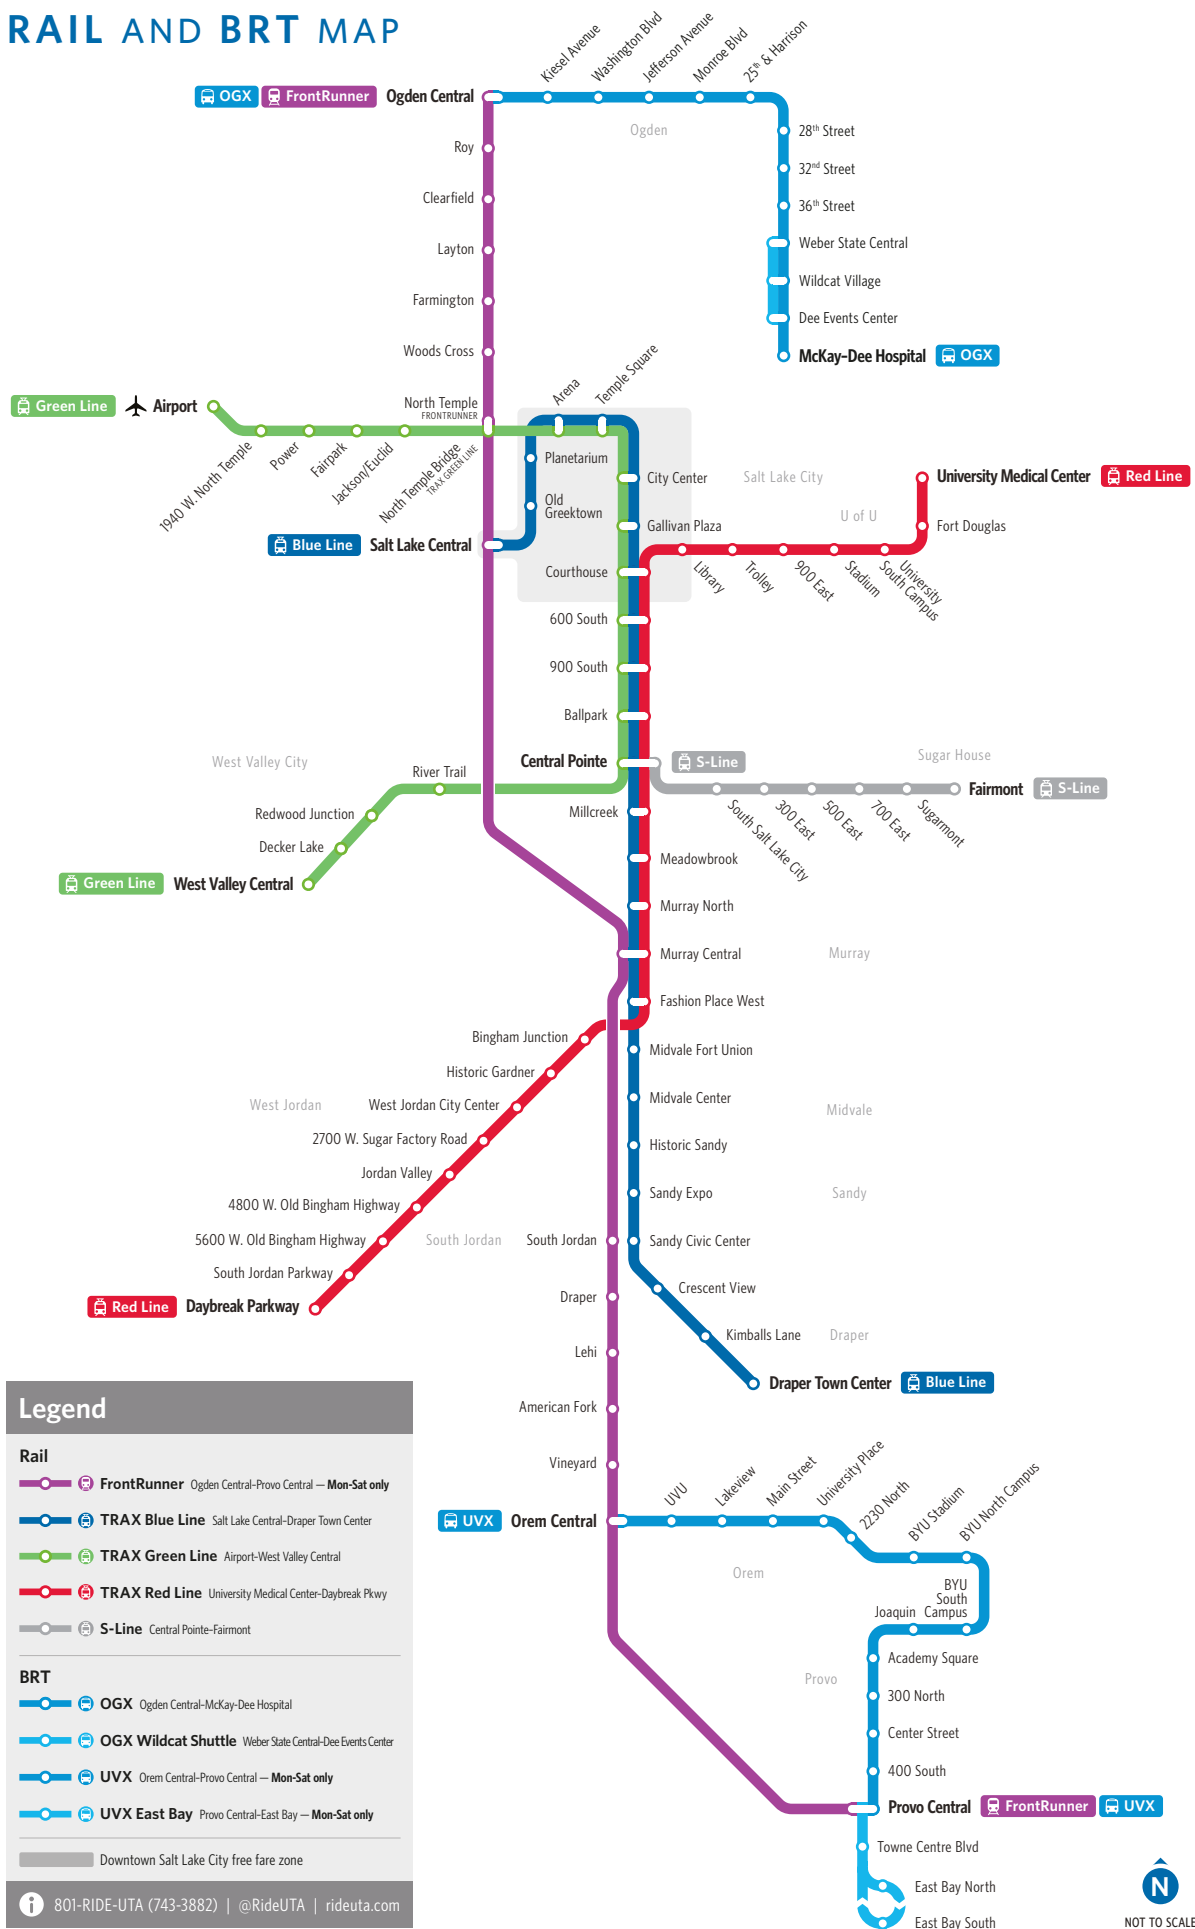 RAIL AND BRT MAP
Kiesel Avenue
Washington Blvd
Jefferson Avenue
Monroe Blvd
25th & Harrison
OGX
FrontRunner
Ogden Central
Ogden
28th Street
Roy
32nd Street
Clearfield
36th Street
Layton
Weber State Central
Wildcat Village
Farmington
Dee Events Center
Woods Cross
McKay-Dee Hospital
OGX
Green Line
Airport
North Temple
FRONTRUNNER
Arena
Temple Square
1940 W. North Temple
Power
Fairpark
Jackson/Euclid
North Temple Bridge
TRAX GREEN LINE
Planetarium
Old
Greektown
City Center
Salt Lake City
University Medical Center
Red Line
U of U
Gallivan Plaza
Fort Douglas
Blue Line
Salt Lake Central
Courthouse
Library
Trolley
900 East
Stadium
University
South Campus
600 South
900 South
Ballpark
Central Pointe
S-Line
Sugar House
West Valley City
River Trail
Fairmont
S-Line
South Salt Lake City
300 East
500 East
700 East
Sugarmont
Redwood Junction
Millcreek
Decker Lake
Meadowbrook
Green Line
West Valley Central
Murray North
Murray Central
Murray
Fashion Place West
Bingham Junction
Midvale Fort Union
Historic Gardner
West Jordan
West Jordan City Center
Midvale Center
Midvale
2700 W. Sugar Factory Road
Historic Sandy
Jordan Valley
Sandy Expo
Sandy
4800 W. Old Bingham Highway
5600 W. Old Bingham Highway
South Jordan
South Jordan
Sandy Civic Center
South Jordan Parkway
Crescent View
Draper
Red Line
Daybreak Parkway
Kimballs Lane
Draper
Lehi
Draper Town Center
Blue Line
American Fork
Vineyard
UVX
Orem Central
UVU
Lakeview
Main Street
University Place
2230 North
BYU Stadium
BYU North Campus
Orem
BYU
South
Campus
Joaquin
Academy Square
Provo
300 North
Center Street
400 South
Provo Central
FrontRunner
UVX
Towne Centre Blvd
East Bay North
East Bay South
Legend
Rail
FrontRunner Ogden Central-Provo Central — Mon-Sat only
TRAX Blue Line Salt Lake Central-Draper Town Center
TRAX Green Line Airport-West Valley Central
TRAX Red Line University Medical Center-Daybreak Pkwy
S-Line Central Pointe-Fairmont
BRT
OGX Ogden Central-McKay-Dee Hospital
OGX Wildcat Shuttle Weber State Central-Dee Events Center
UVX Orem Central-Provo Central — Mon-Sat only
UVX East Bay Provo Central-East Bay — Mon-Sat only
Downtown Salt Lake City free fare zone
801-RIDE-UTA (743-3882) | @RideUTA | rideuta.com
N
NOT TO SCALE